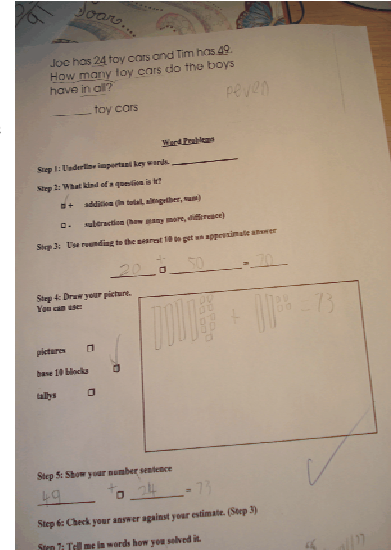 Joe has 24 toy cars and Tim has 49.
How many toy cars do the boys
have in all?
_____ toy cars
Word Problems
Step 1: Underline important key words. __________
Step 2: What kind of a question is it?
+ addition (in total, altogether, sum)
- subtraction (how many more, difference)
Step 3: Use rounding to the nearest 10 to get an approximate answer
20 + 50 = 70
Step 4: Draw your picture.
You can use:
+ = 73
pictures
base 10 blocks
tallys
Step 5: Show your number sentence
49 + 24 = 73
Step 6: Check your answer against your estimate. (Step 3)
Step 7: Tell me in words how you solved it.